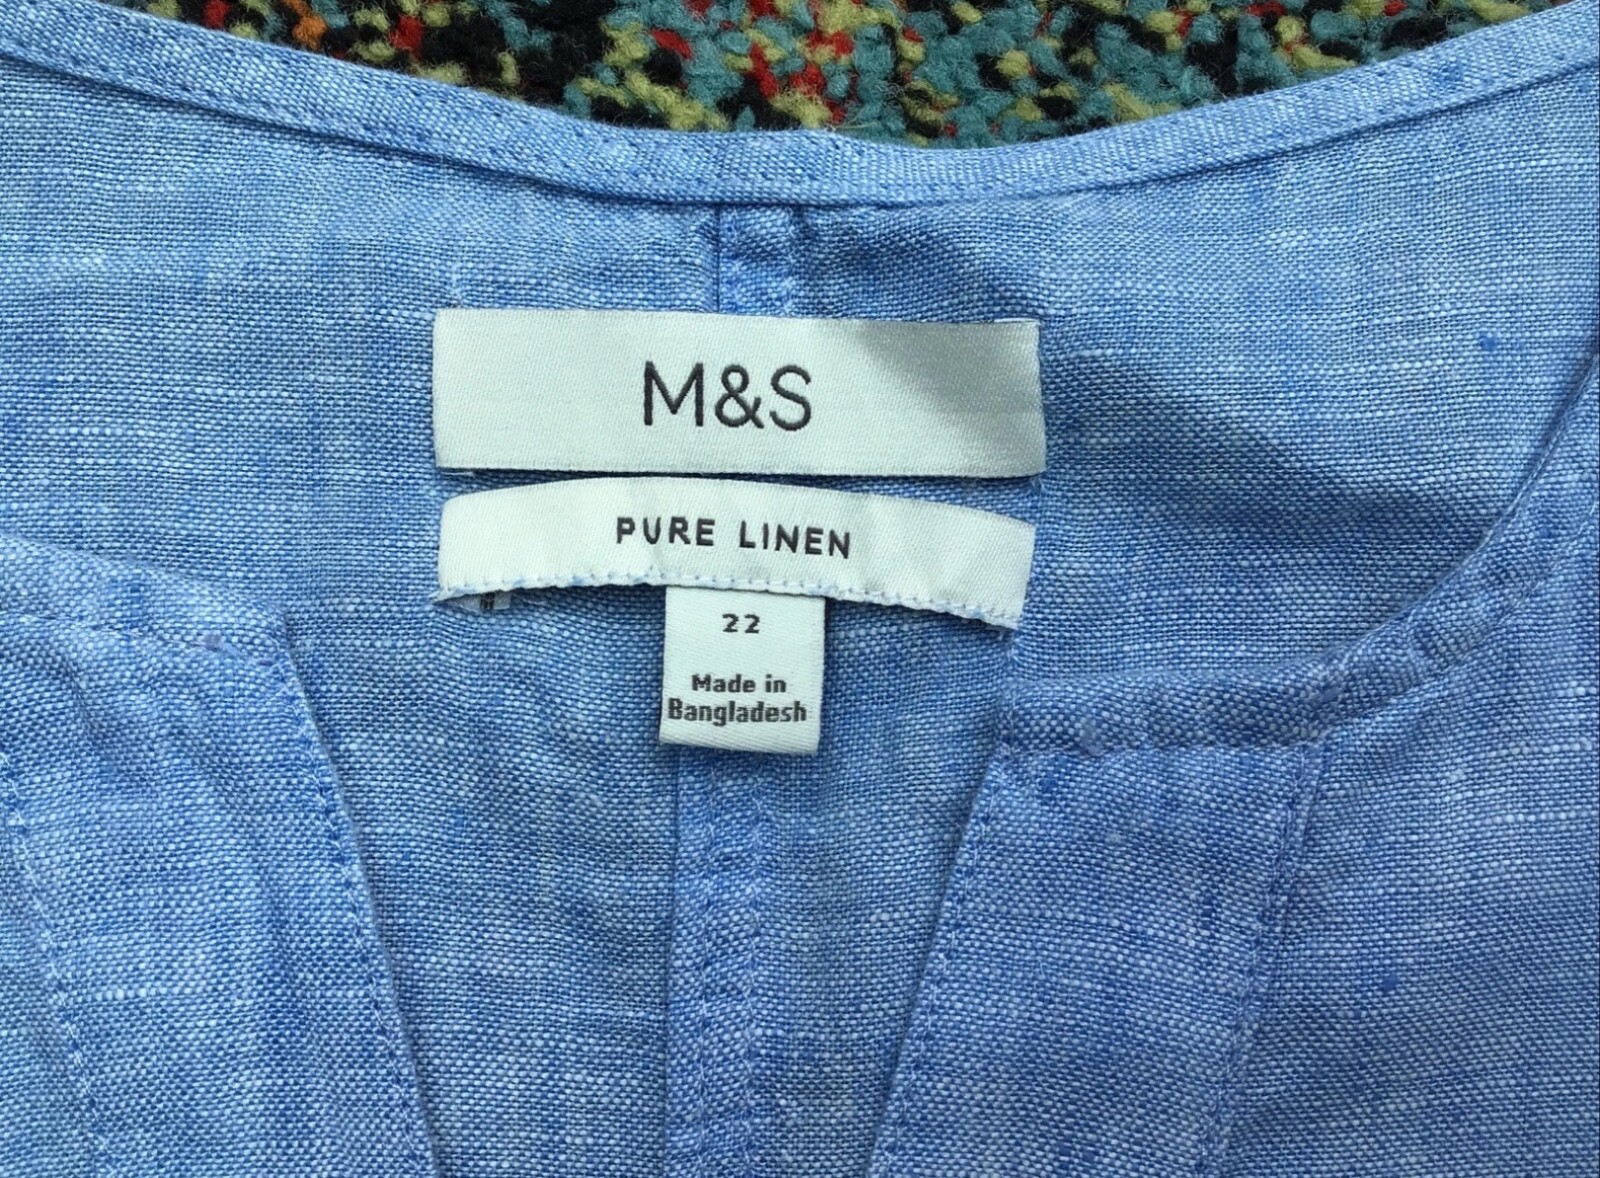 M&S
PURE LINEN
22
Made in
Bangladesh